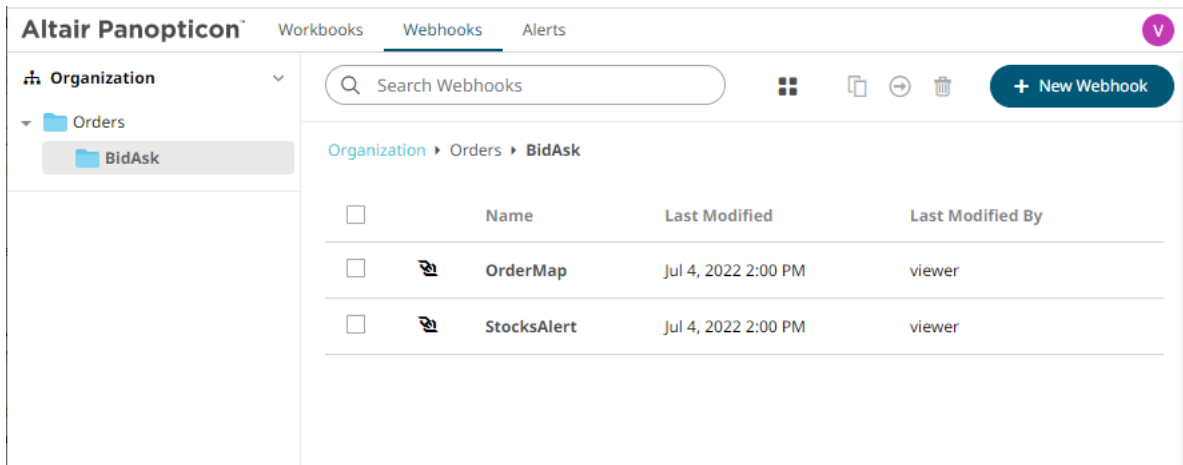 Altair Panopticon™ Workbooks Webhooks Alerts V
Organization
Orders
BidAsk
Search Webhooks + New Webhook
Organization Orders BidAsk
Name Last Modified Last Modified By
OrderMap Jul 4, 2022 2:00 PM viewer
StocksAlert Jul 4, 2022 2:00 PM viewer